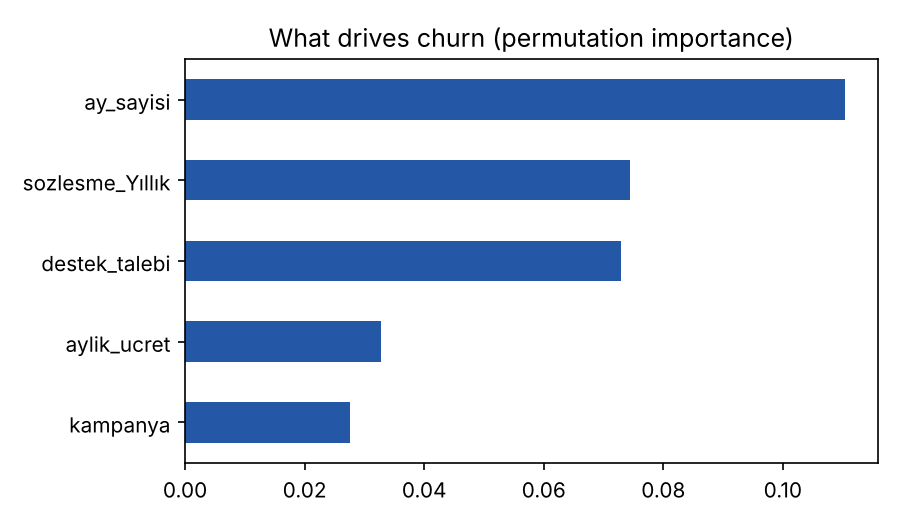 What drives churn (permutation importance)
ay_sayisi
sozlesme_Yıllık
destek_talebi
aylik_ucret
kampanya
0.00 0.02 0.04 0.06 0.08 0.10